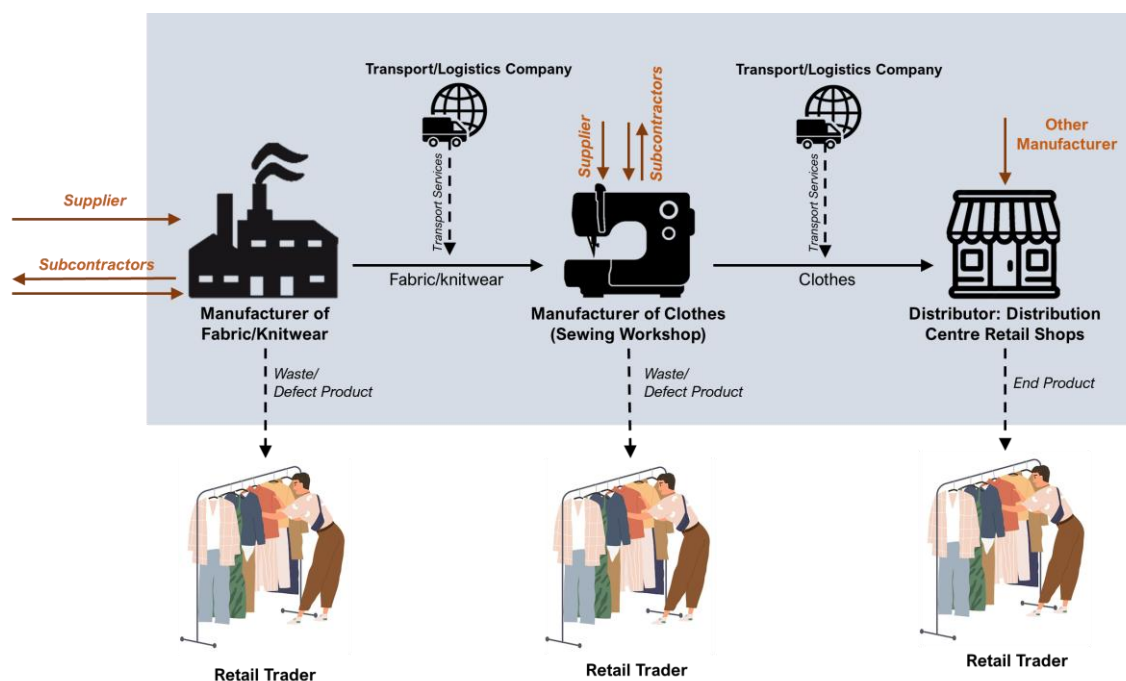 Transport/Logistics Company
Transport/Logistics Company
Transport Services
Supplier
Subcontractors
Transport Services
Other
Manufacturer
Supplier
Subcontractors
Fabric/knitwear
Clothes
Manufacturer of
Fabric/Knitwear
Manufacturer of Clothes
(Sewing Workshop)
Distributor: Distribution
Centre Retail Shops
Waste/
Defect Product
Waste/
Defect Product
End Product
Retail Trader
Retail Trader
Retail Trader